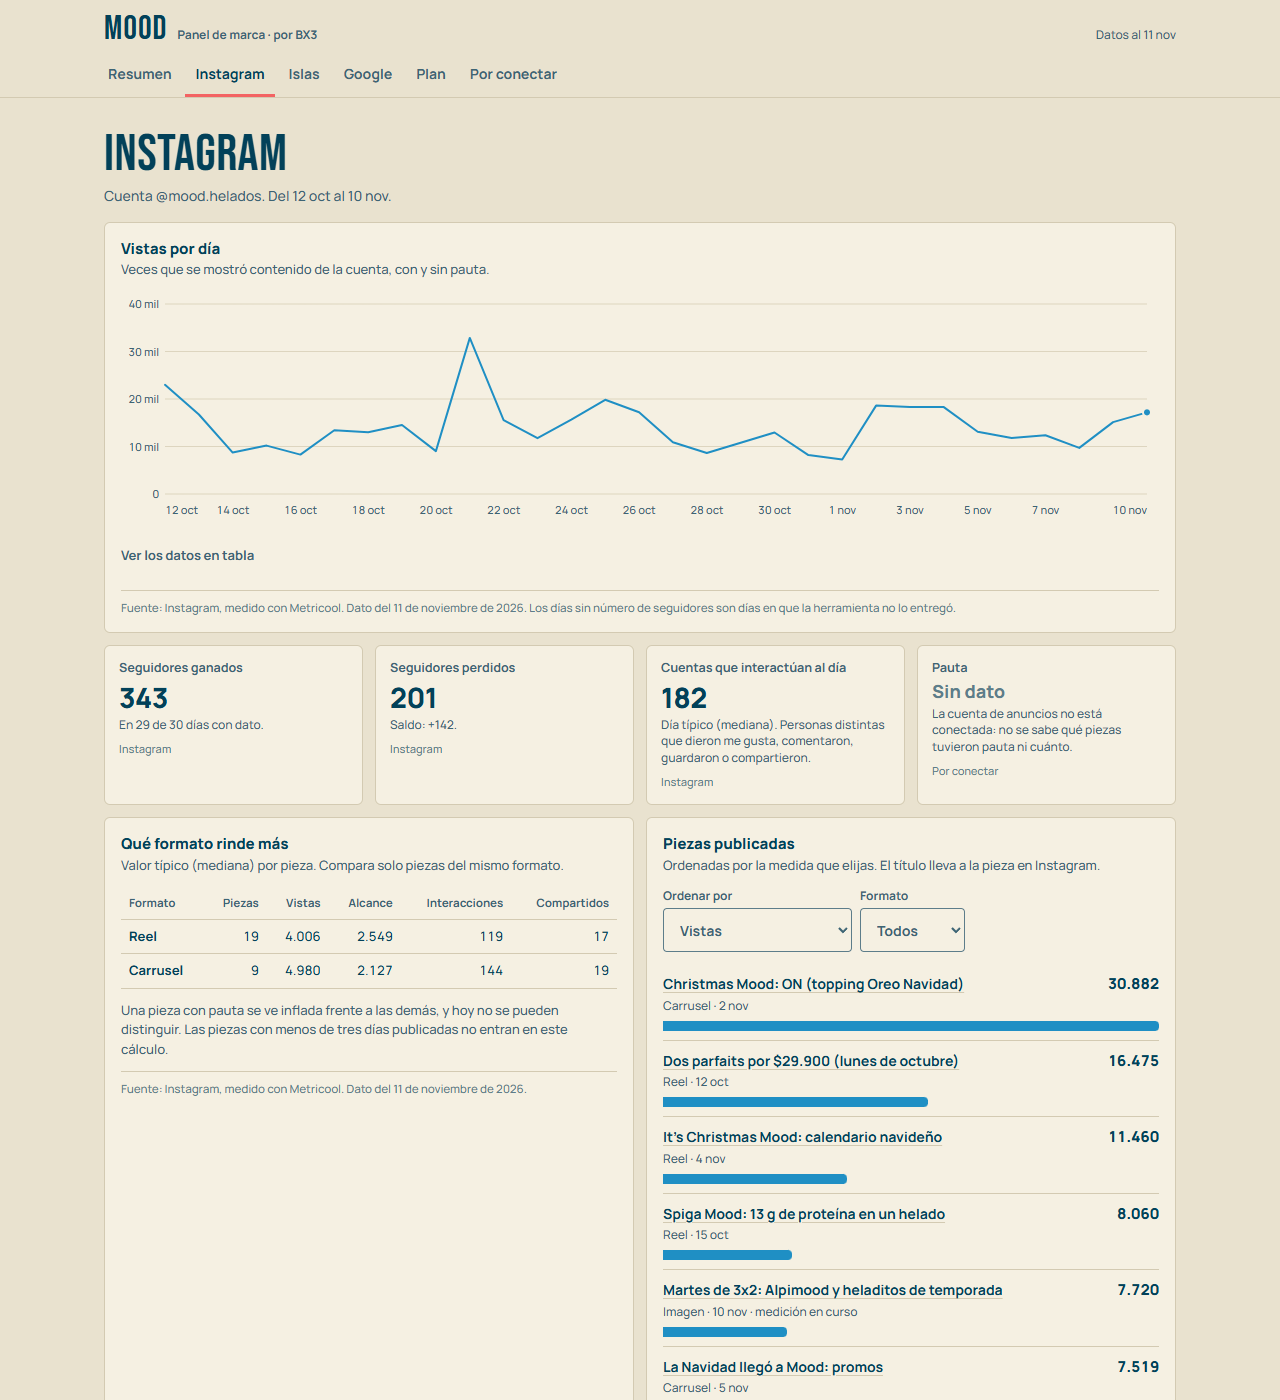 MOOD Panel de marca · por BX3
Datos al 11 nov
Resumen Instagram Islas Google Plan Por conectar
INSTAGRAM
Cuenta @mood.helados. Del 12 oct al 10 nov.
Vistas por día
Veces que se mostró contenido de la cuenta, con y sin pauta.
40 mil
30 mil
20 mil
10 mil
0
12 oct 14 oct 16 oct 18 oct 20 oct 22 oct 24 oct 26 oct 28 oct 30 oct 1 nov 3 nov 5 nov 7 nov 10 nov
Ver los datos en tabla
Fuente: Instagram, medido con Metricool. Dato del 11 de noviembre de 2026. Los días sin número de seguidores son días en que la herramienta no lo entregó.
Seguidores ganados
343
En 29 de 30 días con dato.
Instagram
Seguidores perdidos
201
Saldo: +142.
Instagram
Cuentas que interactúan al día
182
Día típico (mediana). Personas distintas
que dieron me gusta, comentaron,
guardaron o compartieron.
Instagram
Pauta
Sin dato
La cuenta de anuncios no está
conectada: no se sabe qué piezas
tuvieron pauta ni cuánto.
Por conectar
Qué formato rinde más
Valor típico (mediana) por pieza. Compara solo piezas del mismo formato.
Formato Piezas Vistas Alcance Interacciones Compartidos
Reel 19 4.006 2.549 119 17
Carrusel 9 4.980 2.127 144 19
Una pieza con pauta se ve inflada frente a las demás, y hoy no se pueden
distinguir. Las piezas con menos de tres días publicadas no entran en este
cálculo.
Fuente: Instagram, medido con Metricool. Dato del 11 de noviembre de 2026.
Piezas publicadas
Ordenadas por la medida que elijas. El título lleva a la pieza en Instagram.
Ordenar por Formato
Vistas Todos
Christmas Mood: ON (topping Oreo Navidad) 30.882
Carrusel · 2 nov
Dos parfaits por $29.900 (lunes de octubre) 16.475
Reel · 12 oct
It's Christmas Mood: calendario navideño 11.460
Reel · 4 nov
Spiga Mood: 13 g de proteína en un helado 8.060
Reel · 15 oct
Martes de 3x2: Alpimood y heladitos de temporada 7.720
Imagen · 10 nov · medición en curso
La Navidad llegó a Mood: promos 7.519
Carrusel · 5 nov